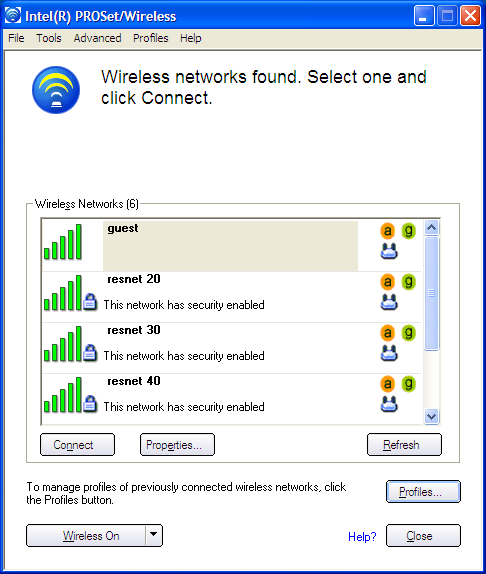 Intel(R) PROSet/Wireless
File Tools Advanced Profiles Help
Wireless networks found. Select one and
click Connect.
Wireless Networks (6)
guest
a g
resnet 20
a g
This network has security enabled
resnet 30
a g
This network has security enabled
resnet 40
a g
This network has security enabled
Connect Properties... Refresh
To manage profiles of previously connected wireless networks, click
the Profiles button.
Profiles...
Wireless On Help? Close